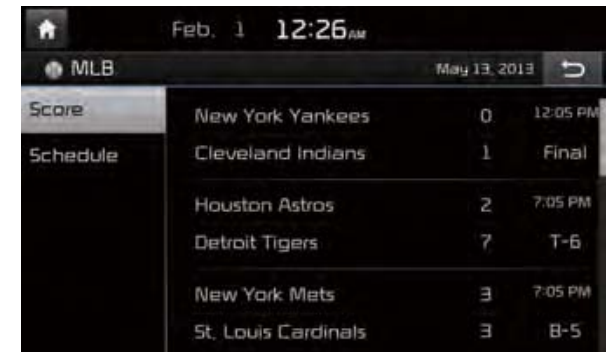 Feb. 1 12:26 AM
MLB May 13, 2013
Score
Schedule
New York Yankees 0 12:05 PM
Cleveland Indians 1 Final
Houston Astros 2 7:05 PM
Detroit Tigers 7 T-6
New York Mets 3 7:05 PM
St. Louis Cardinals 3 B-5